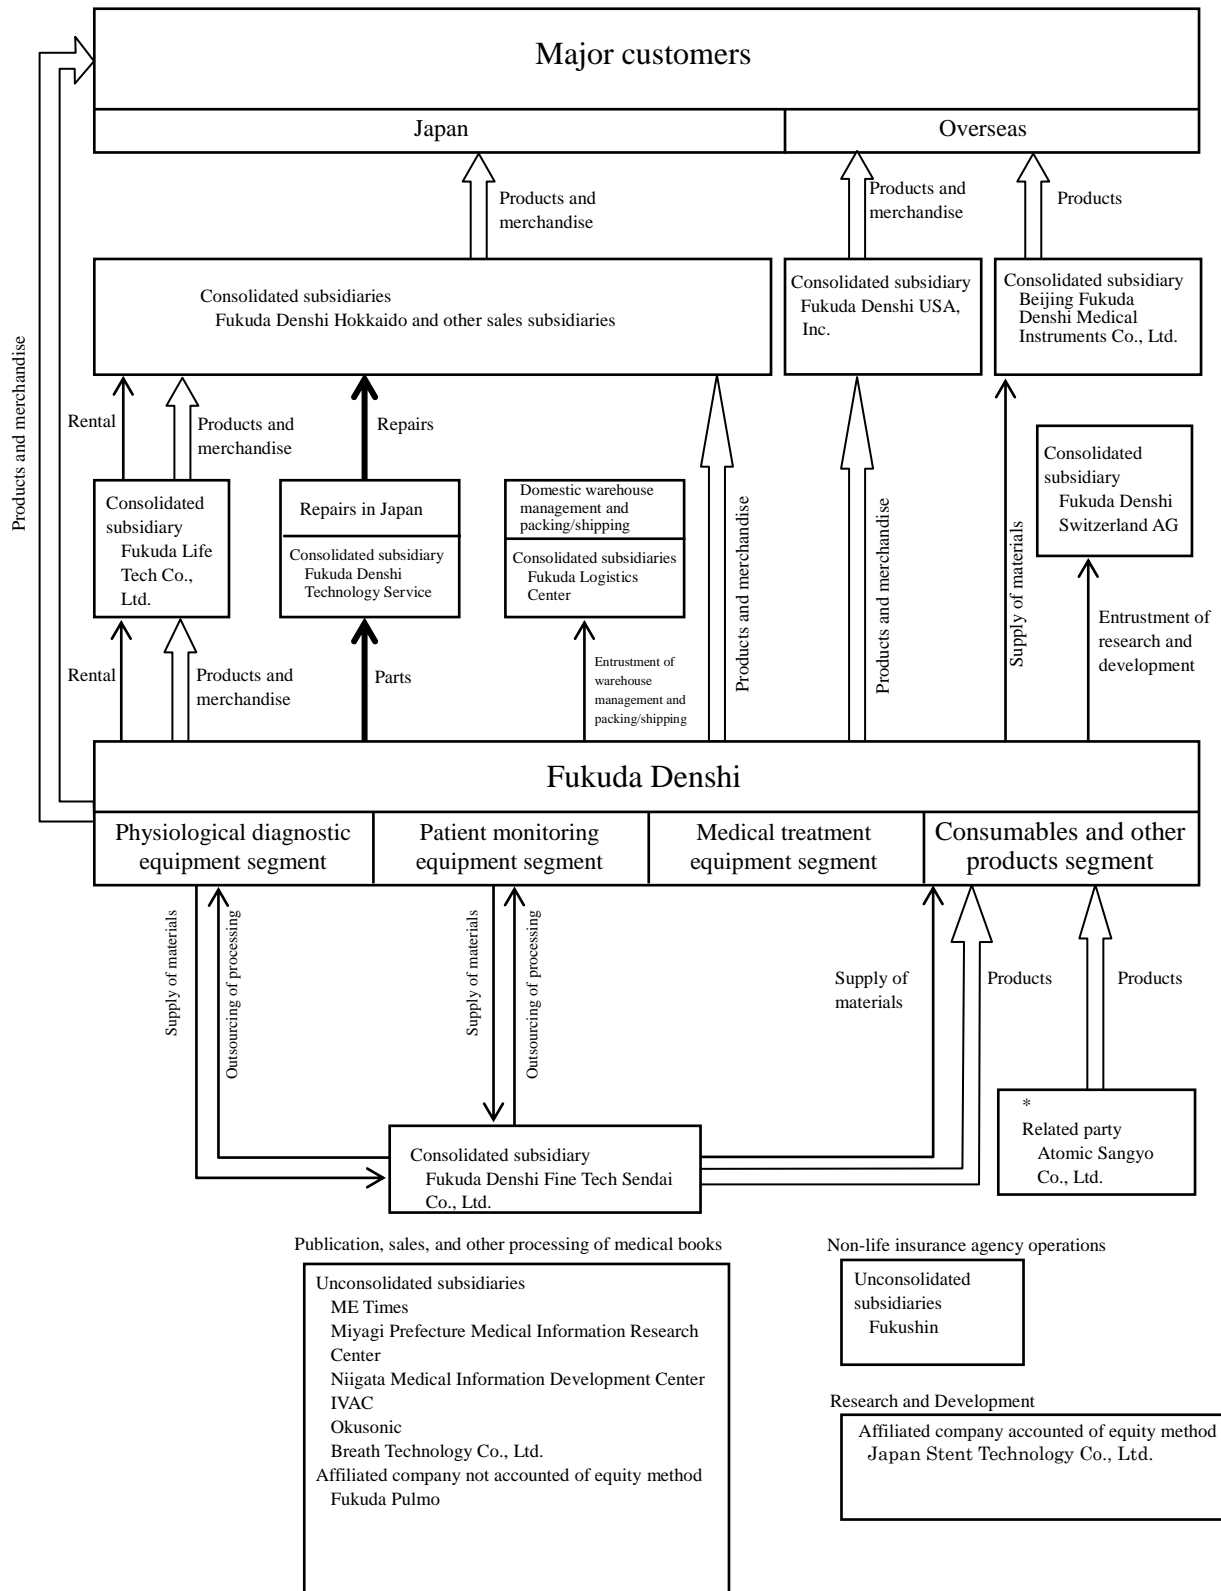 Major customers
Japan
Overseas
Products and
merchandise
Products and
merchandise
Products
Products and merchandise
Consolidated subsidiaries
Fukuda Denshi Hokkaido and other sales subsidiaries
Consolidated subsidiary
Fukuda Denshi USA,
Inc.
Consolidated subsidiary
Beijing Fukuda
Denshi Medical
Instruments Co., Ltd.
Rental
Products and
merchandise
Repairs
Consolidated
subsidiary
Fukuda Life
Tech Co.,
Ltd.
Repairs in Japan
Consolidated subsidiary
Fukuda Denshi
Technology Service
Domestic warehouse
management and
packing/shipping
Consolidated subsidiaries
Fukuda Logistics
Center
Products and merchandise
Products and merchandise
Supply of materials
Consolidated
subsidiary
Fukuda Denshi
Switzerland AG
Rental
Products and
merchandise
Parts
Entrustment of
warehouse
management and
packing/shipping
Entrustment of
research and
development
Fukuda Denshi
Physiological diagnostic
equipment segment
Patient monitoring
equipment segment
Medical treatment
equipment segment
Consumables and other
products segment
Supply of materials
Outsourcing of processing
Supply of materials
Outsourcing of processing
Supply of
materials
Products
Products
Consolidated subsidiary
Fukuda Denshi Fine Tech Sendai
Co., Ltd.
*
Related party
Atomic Sangyo
Co., Ltd.
Publication, sales, and other processing of medical books
Unconsolidated subsidiaries
ME Times
Miyagi Prefecture Medical Information Research
Center
Niigata Medical Information Development Center
IVAC
Okusonic
Breath Technology Co., Ltd.
Affiliated company not accounted of equity method
Fukuda Pulmo
Non-life insurance agency operations
Unconsolidated
subsidiaries
Fukushin
Research and Development
Affiliated company accounted of equity method
Japan Stent Technology Co., Ltd.